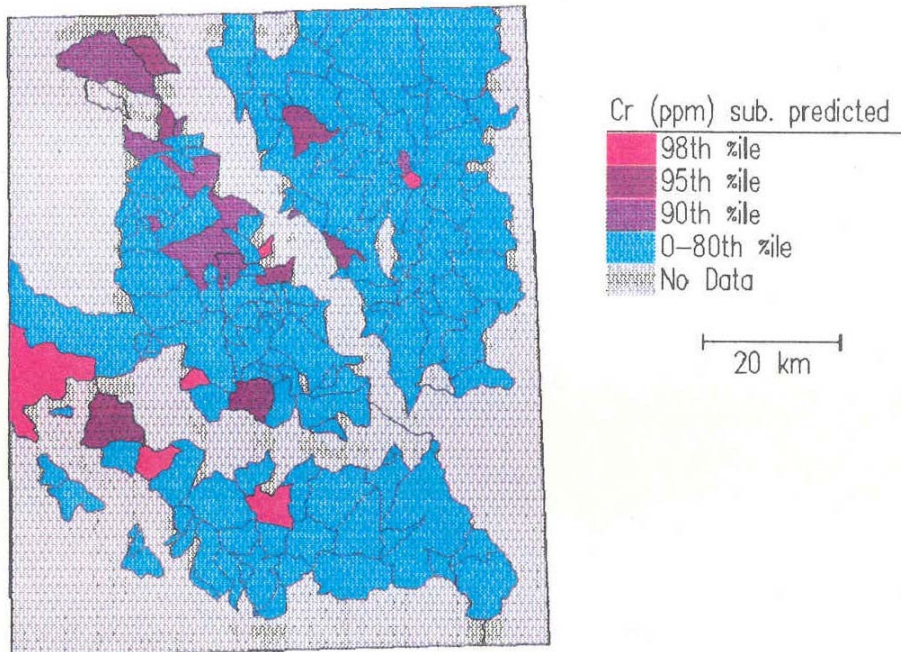 Cr (ppm) sub. predicted
98th %ile
95th %ile
90th %ile
0-80th %ile
No Data
20 km